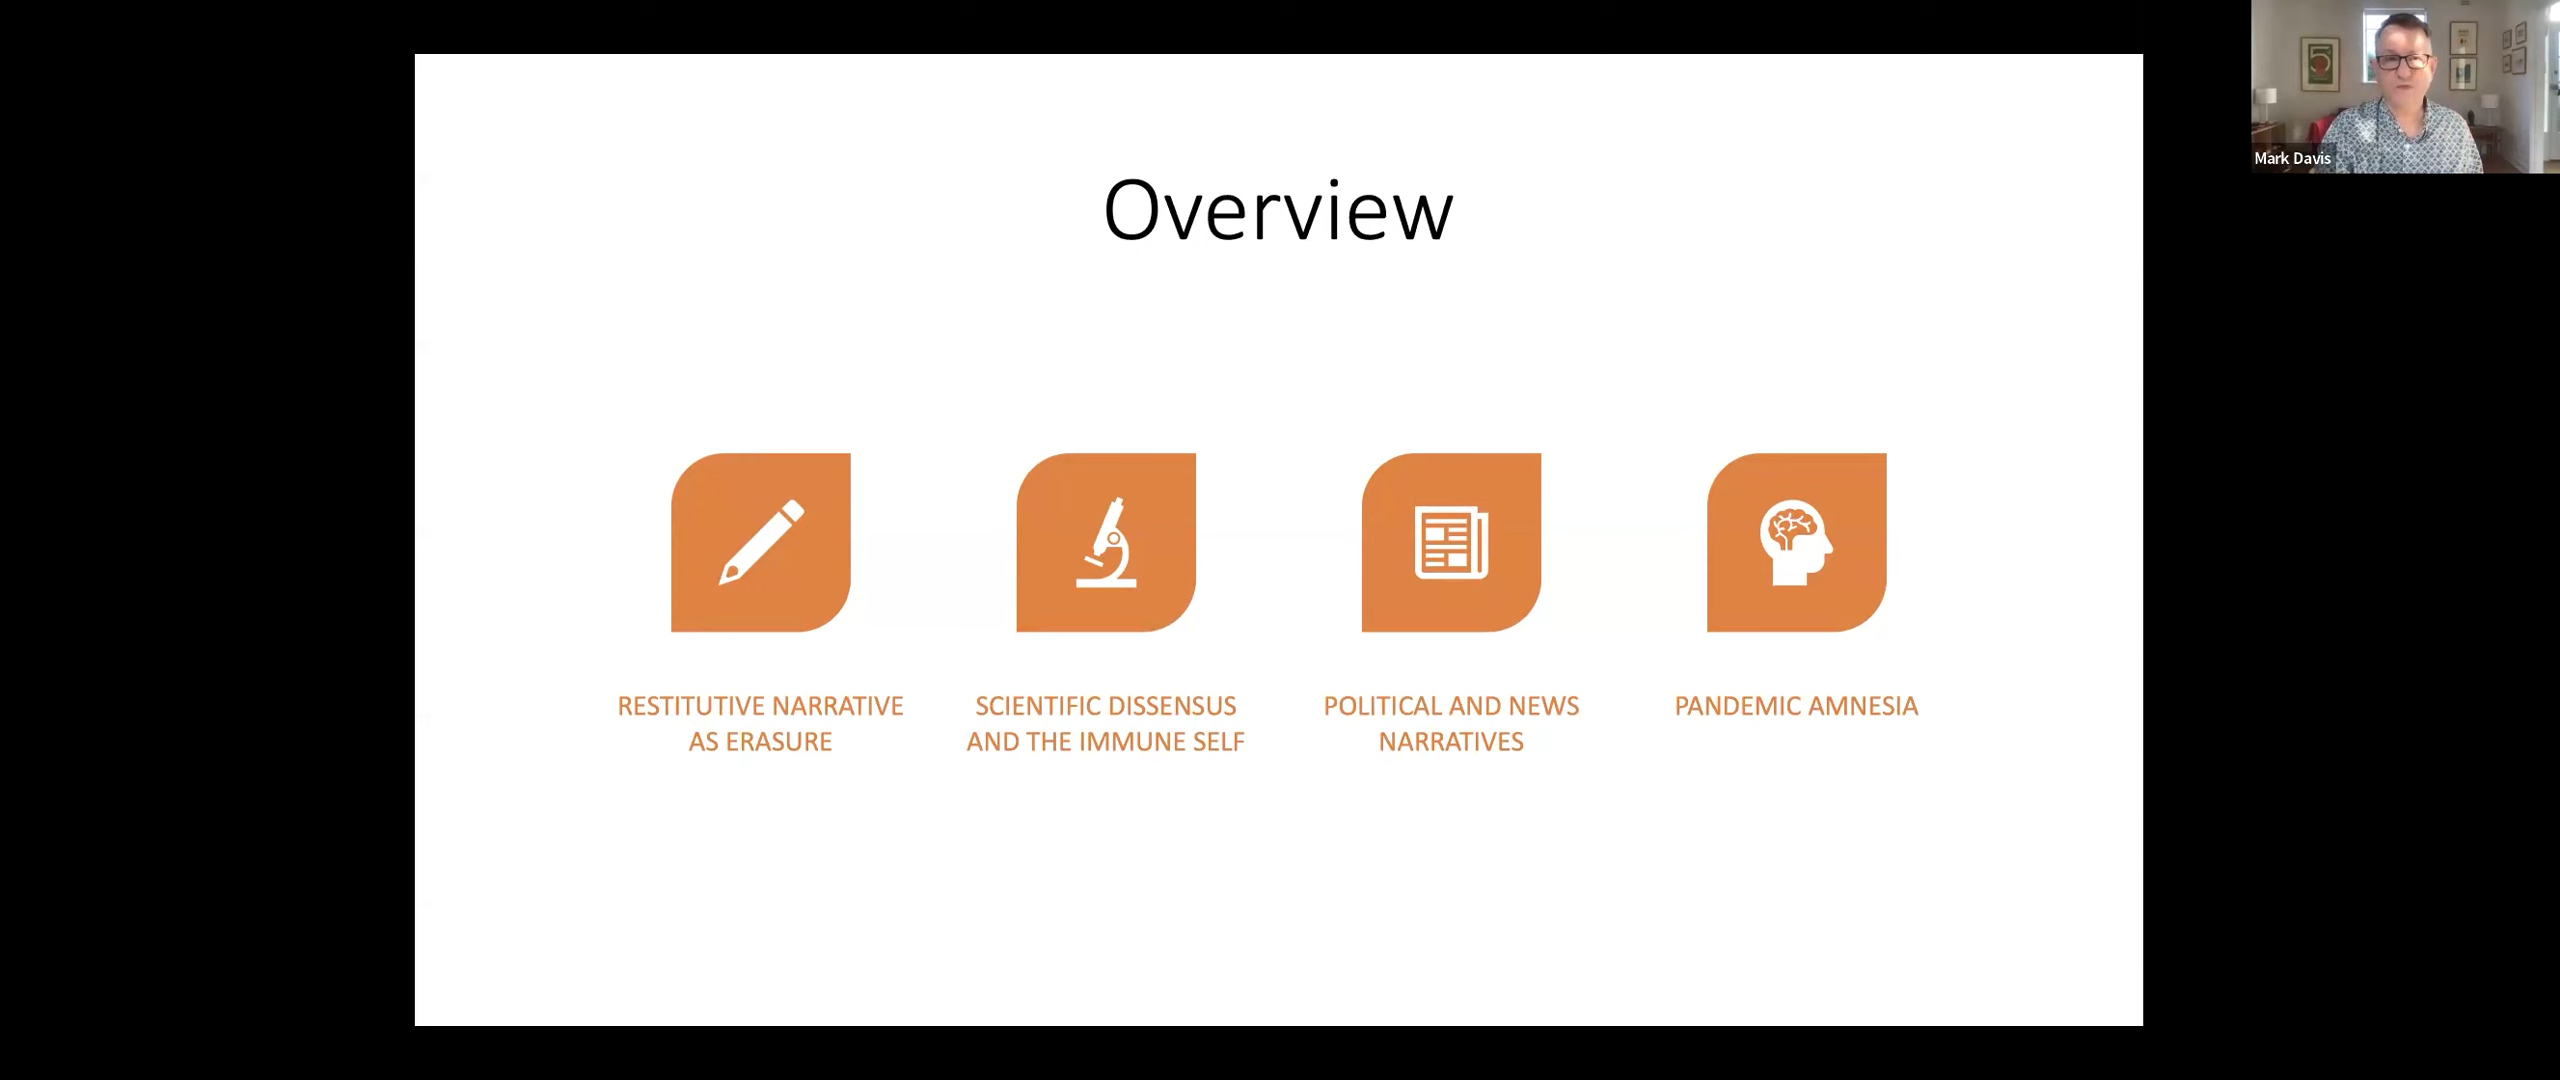 Overview
RESTITUTIVE NARRATIVE
AS ERASURE
SCIENTIFIC DISSENSUS
AND THE IMMUNE SELF
POLITICAL AND NEWS
NARRATIVES
PANDEMIC AMNESIA
Mark Davis